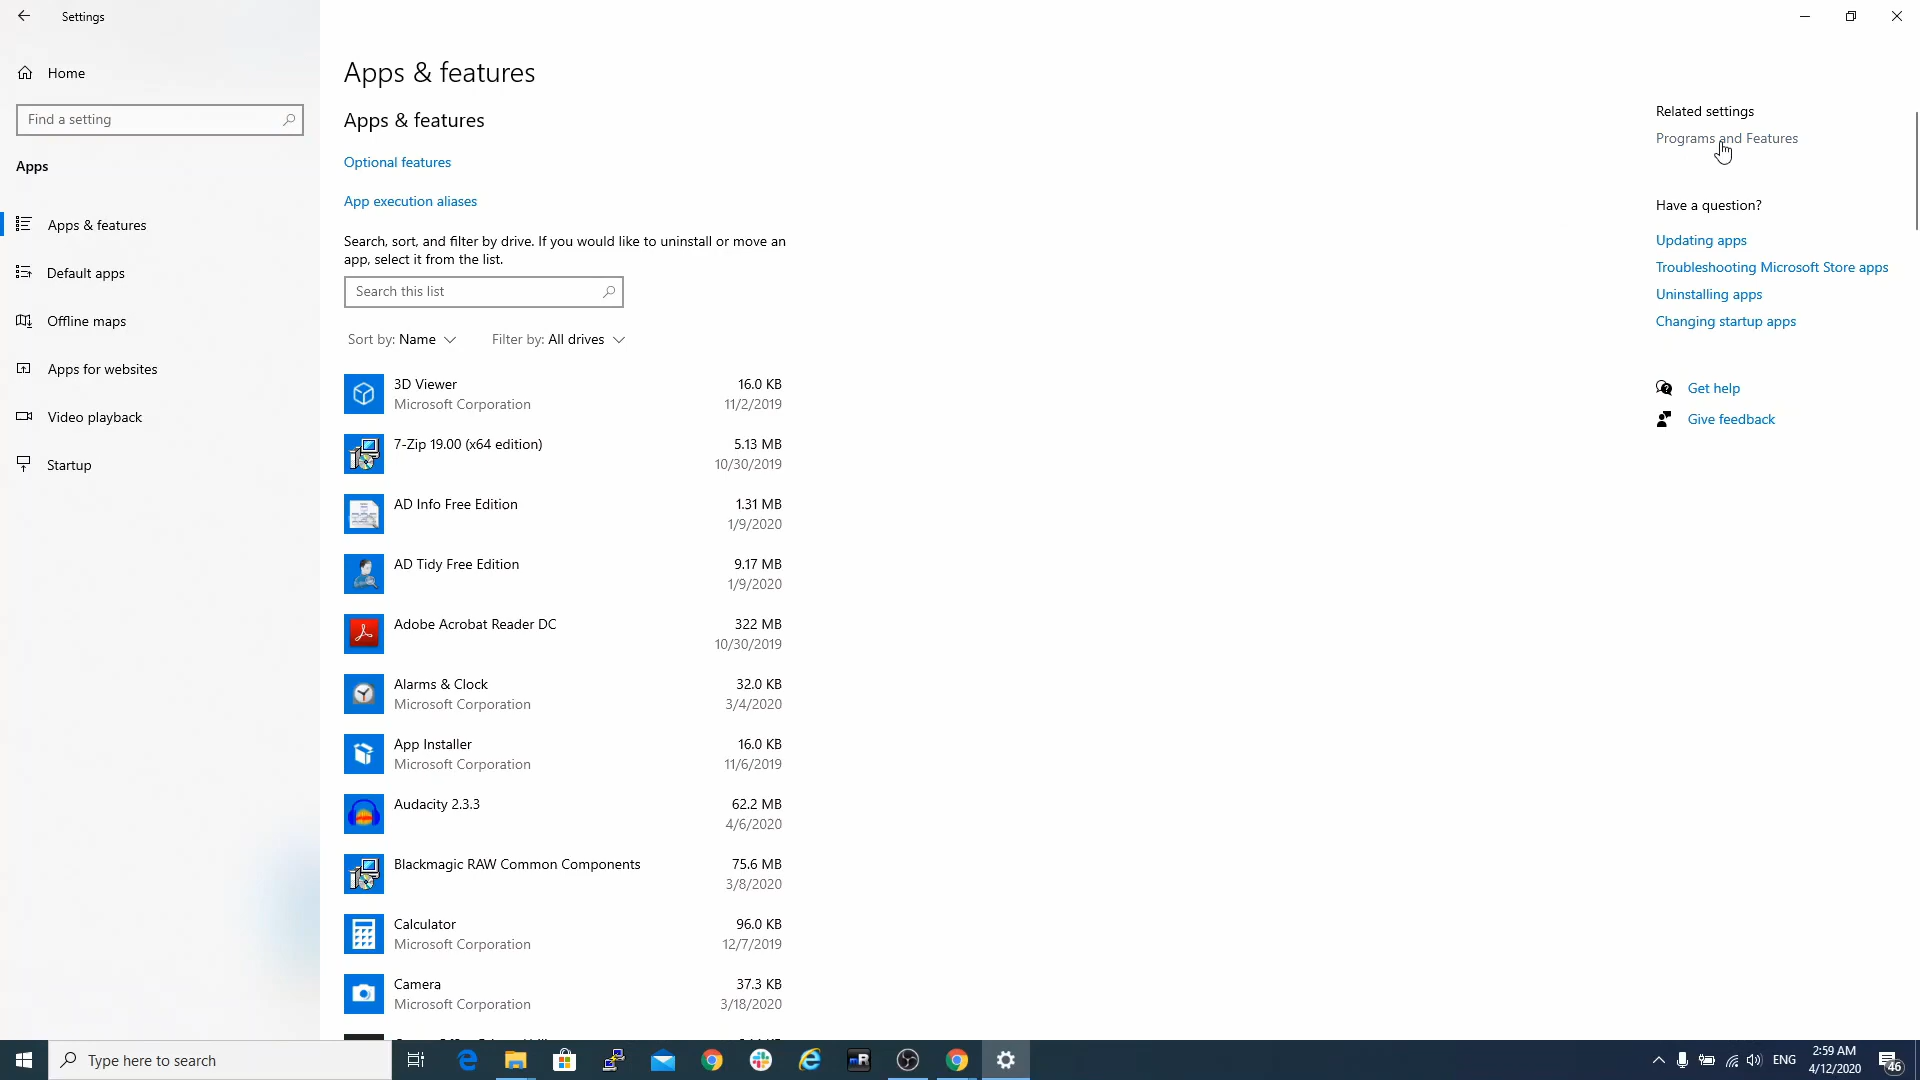 Settings
Home
Find a setting
Apps
Apps & features
Default apps
Offline maps
Apps for websites
Video playback
Startup
Apps & features
Apps & features
Optional features
App execution aliases
Search, sort, and filter by drive. If you would like to uninstall or move an
app, select it from the list.
Search this list
Sort by: Name
Filter by: All drives
3D Viewer 16.0 KB
Microsoft Corporation 11/2/2019
7-Zip 19.00 (x64 edition) 5.13 MB
10/30/2019
AD Info Free Edition 1.31 MB
1/9/2020
AD Tidy Free Edition 9.17 MB
1/9/2020
Adobe Acrobat Reader DC 322 MB
10/30/2019
Alarms & Clock 32.0 KB
Microsoft Corporation 3/4/2020
App Installer 16.0 KB
Microsoft Corporation 11/6/2019
Audacity 2.3.3 62.2 MB
4/6/2020
Blackmagic RAW Common Components 75.6 MB
3/8/2020
Calculator 96.0 KB
Microsoft Corporation 12/7/2019
Camera 37.3 KB
Microsoft Corporation 3/18/2020
Related settings
Programs and Features
Have a question?
Updating apps
Troubleshooting Microsoft Store apps
Uninstalling apps
Changing startup apps
Get help
Give feedback
Type here to search
mR
ENG
2:59 AM
4/12/2020
46